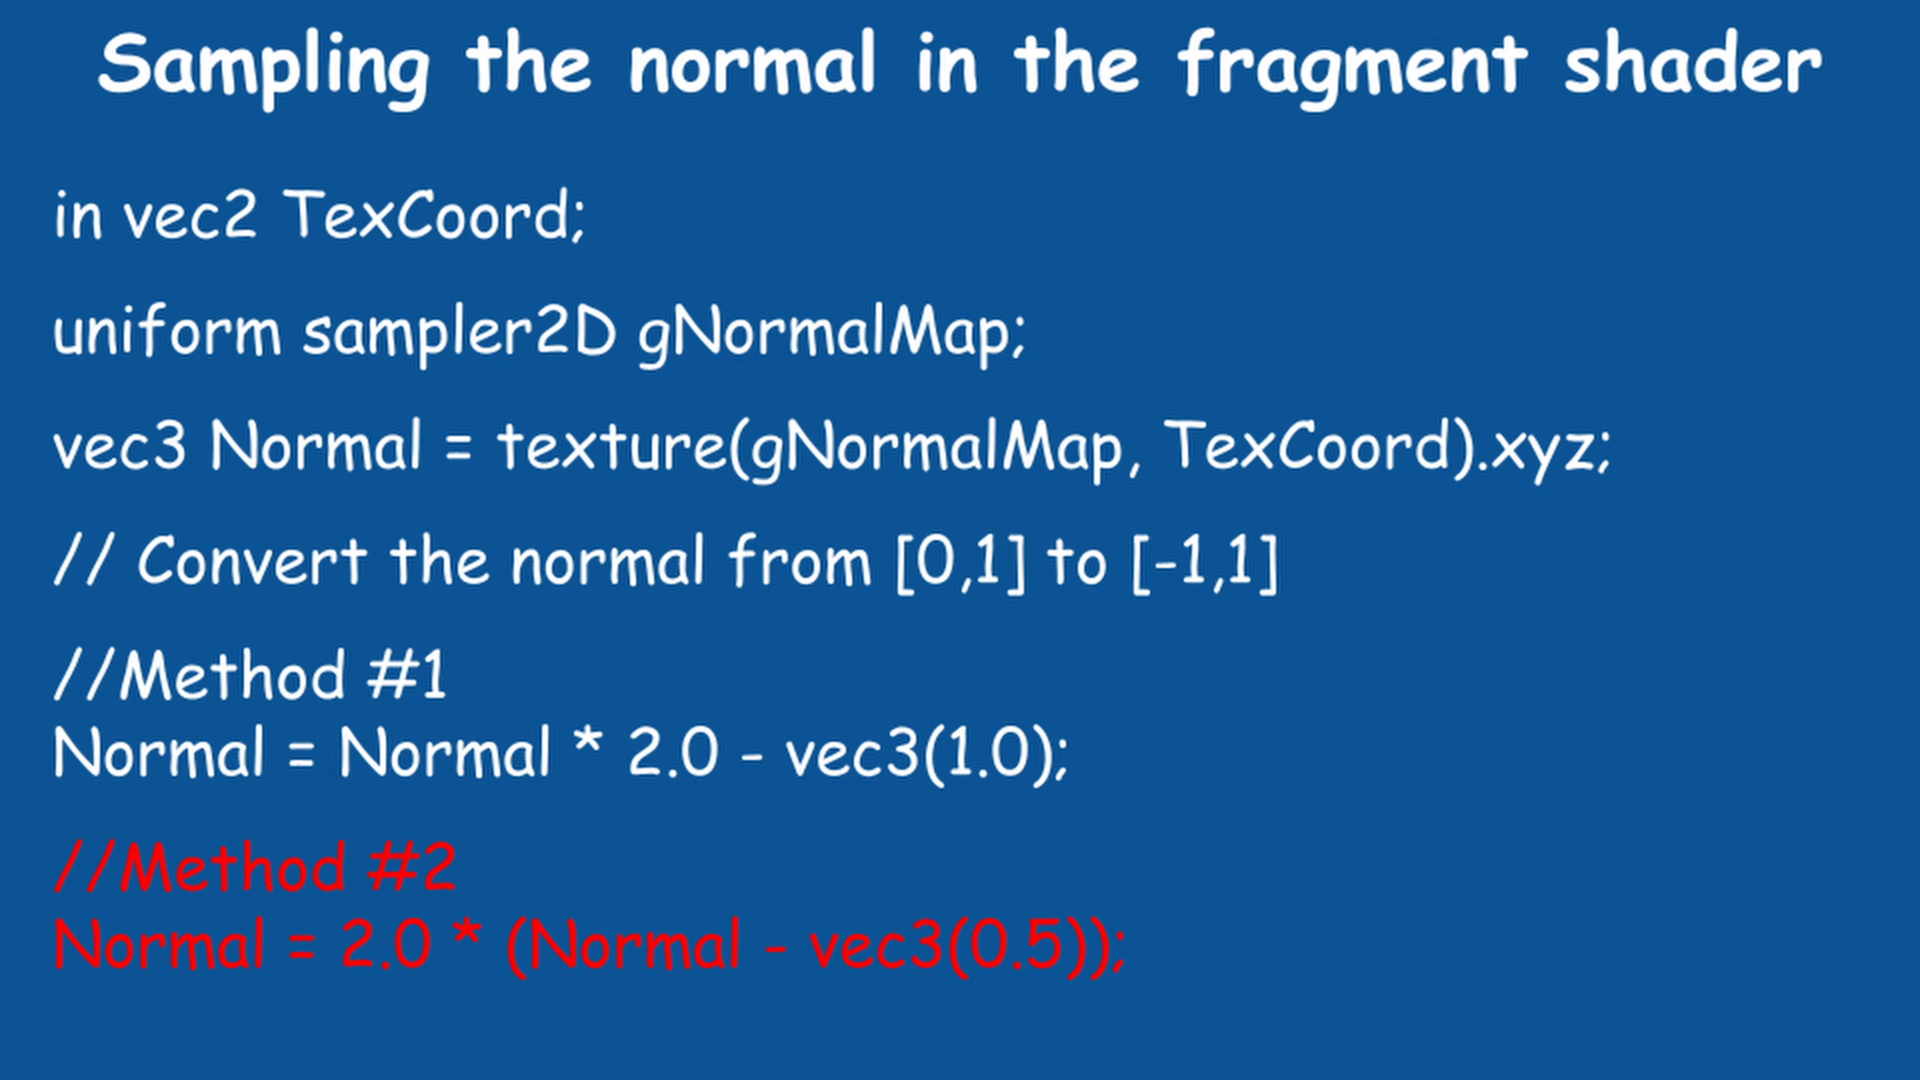 Sampling the normal in the fragment shader
in vec2 TexCoord;
uniform sampler2D gNormalMap;
vec3 Normal = texture(gNormalMap, TexCoord).xyz;
// Convert the normal from [0,1] to [-1,1]
//Method #1
Normal = Normal * 2.0 - vec3(1.0);
//Method #2
Normal = 2.0 * (Normal - vec3(0.5));